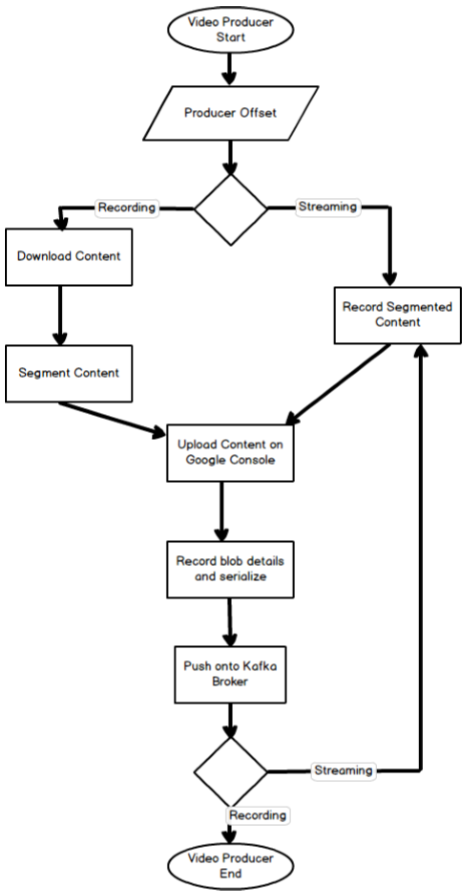 Video Producer
Start
Producer Offset
Recording
Streaming
Download Content
Record Segmented
Content
Segment Content
Upload Content on
Google Console
Record blob details
and serialize
Push onto Kafka
Broker
Streaming
Recording
Video Producer
End